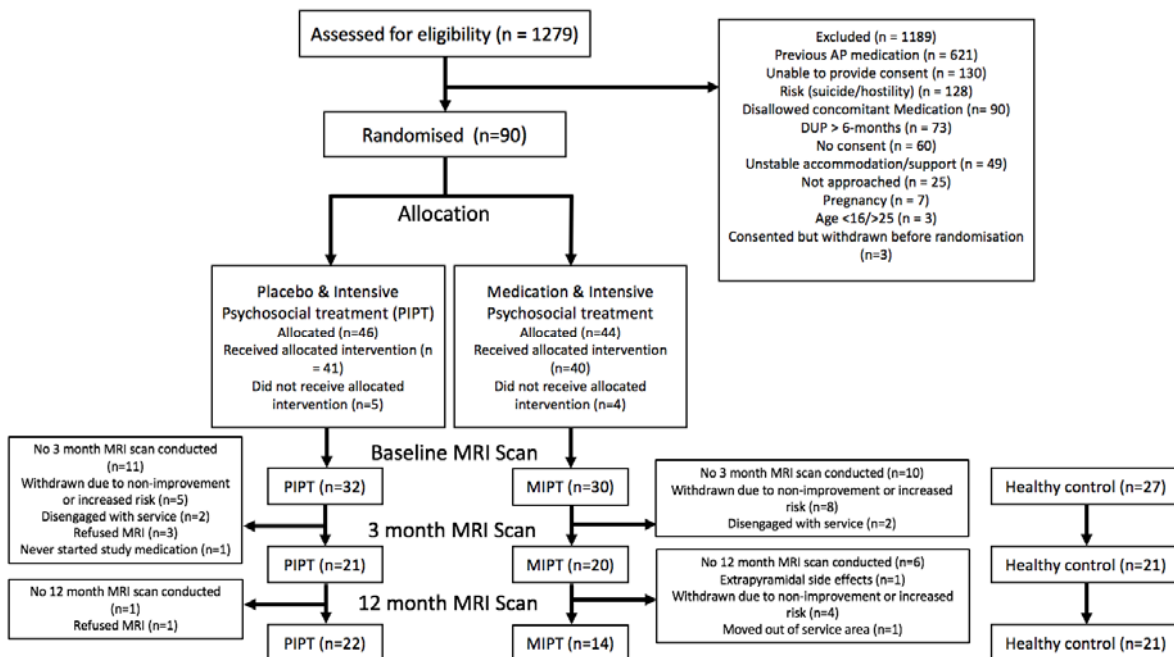 Assessed for eligibility (n = 1279)
Excluded (n = 1189)
Previous AP medication (n = 621)
Unable to provide consent (n = 130)
Risk (suicide/hostility) (n = 128)
Disallowed concomitant Medication (n= 90)
DUP > 6-months (n = 73)
No consent (n = 60)
Unstable accommodation/support (n = 49)
Not approached (n = 25)
Pregnancy (n = 7)
Age <16/>25 (n = 3)
Consented but withdrawn before randomisation
(n=3)
Randomised (n=90)
Allocation
Placebo & Intensive
Psychosocial treatment (PIPT)
Allocated (n=46)
Received allocated intervention (n
= 41)
Did not receive allocated
intervention (n=5)
Medication & Intensive
Psychosocial treatment
Allocated (n=44)
Received allocated intervention
(n=40)
Did not receive allocated
intervention (n=4)
Baseline MRI Scan
PIPT (n=32)
MIPT (n=30)
Healthy control (n=27)
No 3 month MRI scan conducted
(n=11)
Withdrawn due to non-improvement
or increased risk (n=5)
Disengaged with service (n=2)
Refused MRI (n=3)
Never started study medication (n=1)
No 3 month MRI scan conducted (n=10)
Withdrawn due to non-improvement or increased
risk (n=8)
Disengaged with service (n=2)
3 month MRI Scan
PIPT (n=21)
MIPT (n=20)
Healthy control (n=21)
No 12 month MRI scan conducted
(n=1)
Refused MRI (n=1)
No 12 month MRI scan conducted (n=6)
Extrapyramidal side effects (n=1)
Withdrawn due to non-improvement or increased
risk (n=4)
Moved out of service area (n=1)
12 month MRI Scan
PIPT (n=22)
MIPT (n=14)
Healthy control (n=21)